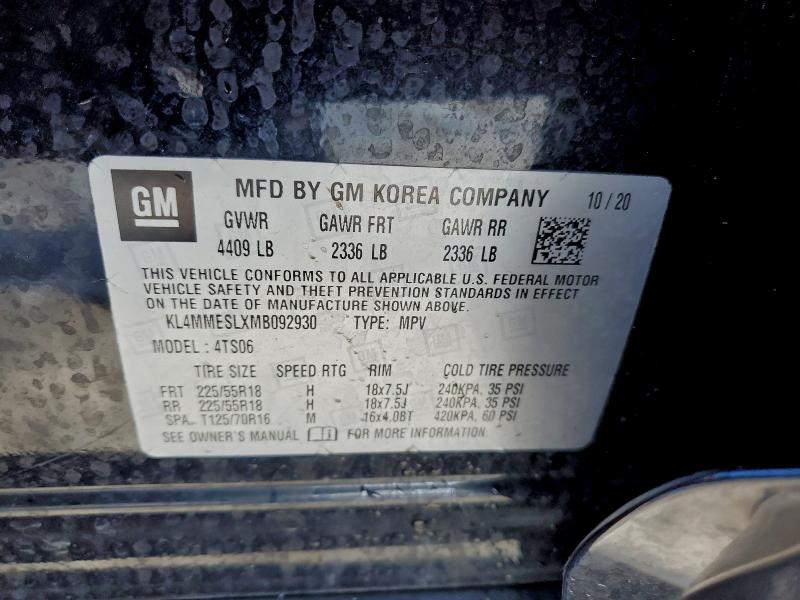 GM MFD BY GM KOREA COMPANY 10/20
GVWR GAWR FRT GAWR RR
4409 LB 2336 LB 2336 LB
THIS VEHICLE CONFORMS TO ALL APPLICABLE U.S. FEDERAL MOTOR
VEHICLE SAFETY AND THEFT PREVENTION STANDARDS IN EFFECT
ON THE DATE OF MANUFACTURE SHOWN ABOVE.
KL4MMESLXMB092930 TYPE: MPV
MODEL: 4TS06
TIRE SIZE SPEED RTG RIM COLD TIRE PRESSURE
FRT 225/55R18 H 18x7.5J 240KPA, 35 PSI
RR 225/55R18 H 18x7.5J 240KPA, 35 PSI
SPA T125/70R16 M 16x4.0BT 420KPA, 60 PSI
SEE OWNER'S MANUAL FOR MORE INFORMATION.